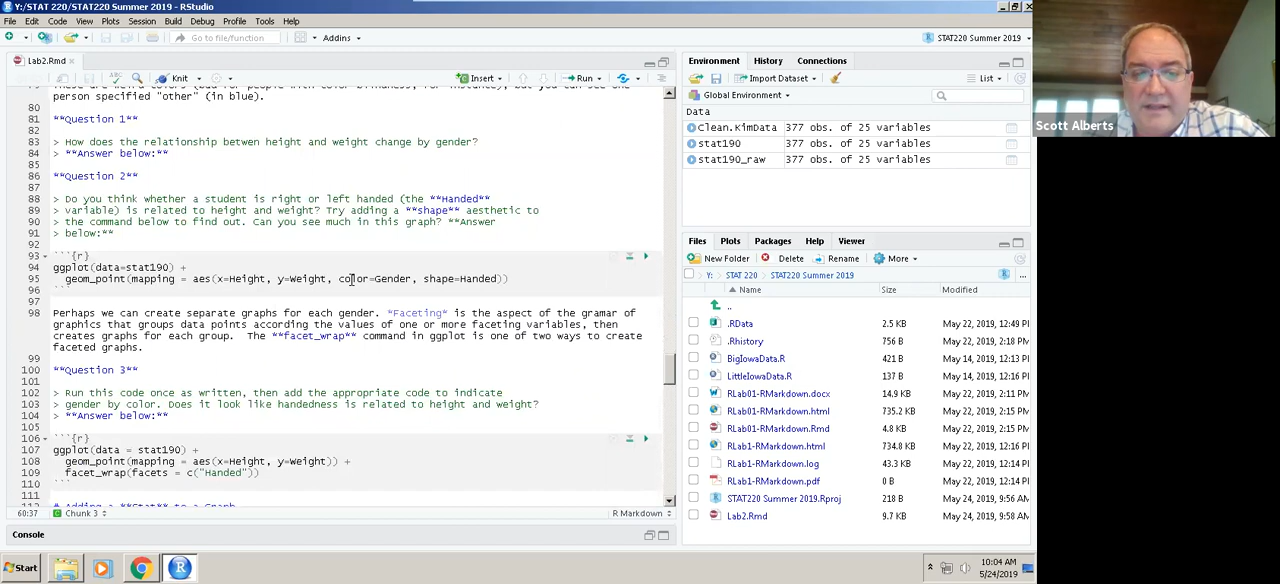 Y:/STAT 220/STAT220 Summer 2019 - RStudio
File Edit Code View Plots Session Build Debug Profile Tools Help
Go to file/function
Addins
STAT220 Summer 2019
Lab2.Rmd
ABC
Knit
Insert
Run
person specified "other" (in blue).
80
81 **Question 1**
82
83 > How does the relationship betwen height and weight change by gender?
84 > **Answer below:**
85
86 **Question 2**
87
88 > Do you think whether a student is right or left handed (the **Handed**
89 > variable) is related to height and weight? Try adding a **shape** aesthetic to
90 > the command below to find out. Can you see much in this graph? **Answer
91 > below:**
92
93 ```{r}
94 ggplot(data=stat190) +
95 geom_point(mapping = aes(x=Height, y=Weight, color=Gender, shape=Handed))
96 ```
97
98 Perhaps we can create separate graphs for each gender. "Faceting" is the aspect of the gramar of
graphics that groups data points according the values of one or more faceting variables, then
creates graphs for each group. The **facet_wrap** command in ggplot is one of two ways to create
faceted graphs.
99
100 **Question 3**
101
102 > Run this code once as written, then add the appropriate code to indicate
103 > gender by color. Does it look like handedness is related to height and weight?
104 > **Answer below:**
105
106 ```{r}
107 ggplot(data = stat190) +
108 geom_point(mapping = aes(x=Height, y=Weight)) +
109 facet_wrap(facets = c("Handed"))
110 ```
111
60:37 Chunk 3 R Markdown
Console
Environment History Connections
Import Dataset List
Global Environment
Data
Clean.KimData 377 obs. of 25 variables
stat190 377 obs. of 25 variables
stat190_raw 377 obs. of 25 variables
Files Plots Packages Help Viewer
New Folder Delete Rename More
Y: STAT 220 STAT220 Summer 2019
Name Size Modified
..
.RData 2.5 KB May 22, 2019, 12:49 PM
.Rhistory 756 B May 22, 2019, 2:18 PM
BigIowaData.R 421 B May 14, 2019, 12:13 P
LittleIowaData.R 137 B May 14, 2019, 12:16 P
RLab01-RMarkdown.docx 14.9 KB May 22, 2019, 2:11 PM
RLab01-RMarkdown.html 735.2 KB May 22, 2019, 2:15 PM
RLab01-RMarkdown.Rmd 4.8 KB May 22, 2019, 2:15 PM
RLab1-RMarkdown.html 734.8 KB May 22, 2019, 12:16 P
RLab1-RMarkdown.log 43.3 KB May 22, 2019, 12:14 P
RLab1-RMarkdown.pdf 0 B May 22, 2019, 12:14 P
STAT220 Summer 2019.Rproj 218 B May 24, 2019, 9:56 AM
Lab2.Rmd 9.7 KB May 24, 2019, 9:58 AM
Scott Alberts
Start
10:04 AM
5/24/2019